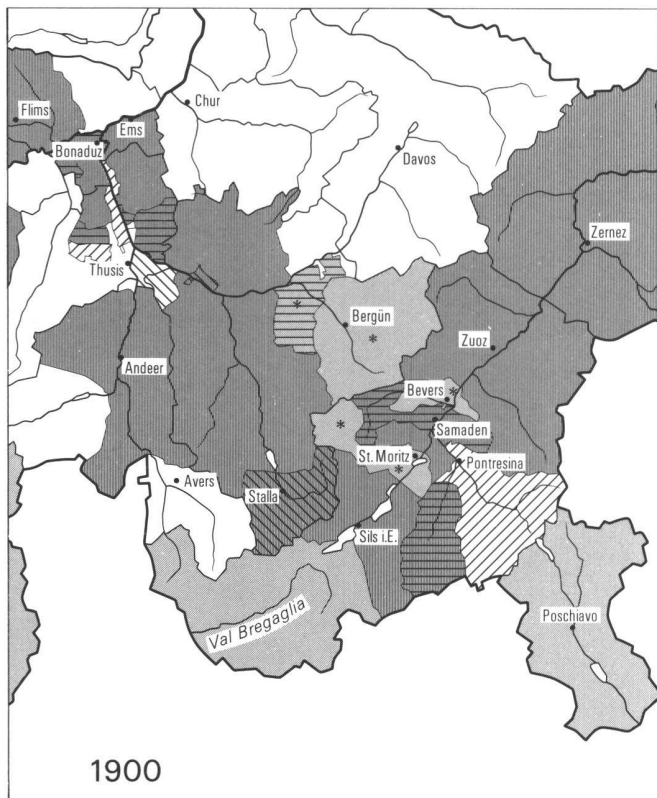 Chur
Flims
Ems
Bonaduz
Davos
Zernez
Thusis
*
Bergün
*
Zuoz
Andeer
Bevers
*
*
Samaden
St. Moritz
*
Pontresina
Avers
Stalla
Sils i.E.
Val Bregaglia
Poschiavo
1900